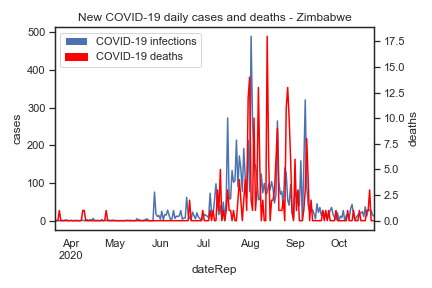 New COVID-19 daily cases and deaths - Zimbabwe
COVID-19 infections
COVID-19 deaths
500
400
300
200
100
0
cases
17.5
15.0
12.5
10.0
7.5
5.0
2.5
0.0
deaths
Apr May Jun Jul Aug Sep Oct
2020
dateRep